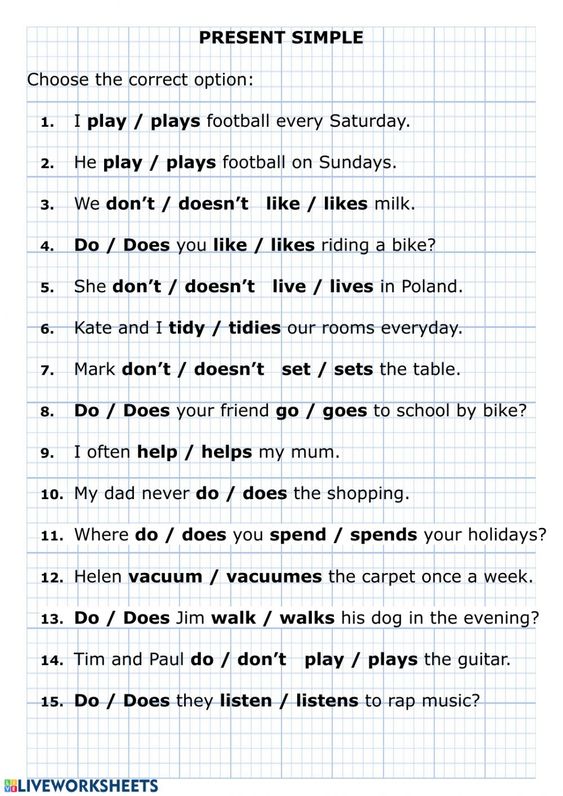 PRESENT SIMPLE
Choose the correct option:
1. I play / plays football every Saturday.
2. He play / plays football on Sundays.
3. We don’t / doesn’t like / likes milk.
4. Do / Does you like / likes riding a bike?
5. She don’t / doesn’t live / lives in Poland.
6. Kate and I tidy / tidies our rooms everyday.
7. Mark don’t / doesn’t set / sets the table.
8. Do / Does your friend go / goes to school by bike?
9. I often help / helps my mum.
10. My dad never do / does the shopping.
11. Where do / does you spend / spends your holidays?
12. Helen vacuum / vacuumes the carpet once a week.
13. Do / Does Jim walk / walks his dog in the evening?
14. Tim and Paul do / don’t play / plays the guitar.
15. Do / Does they listen / listens to rap music?
LIVEWORKSHEETS